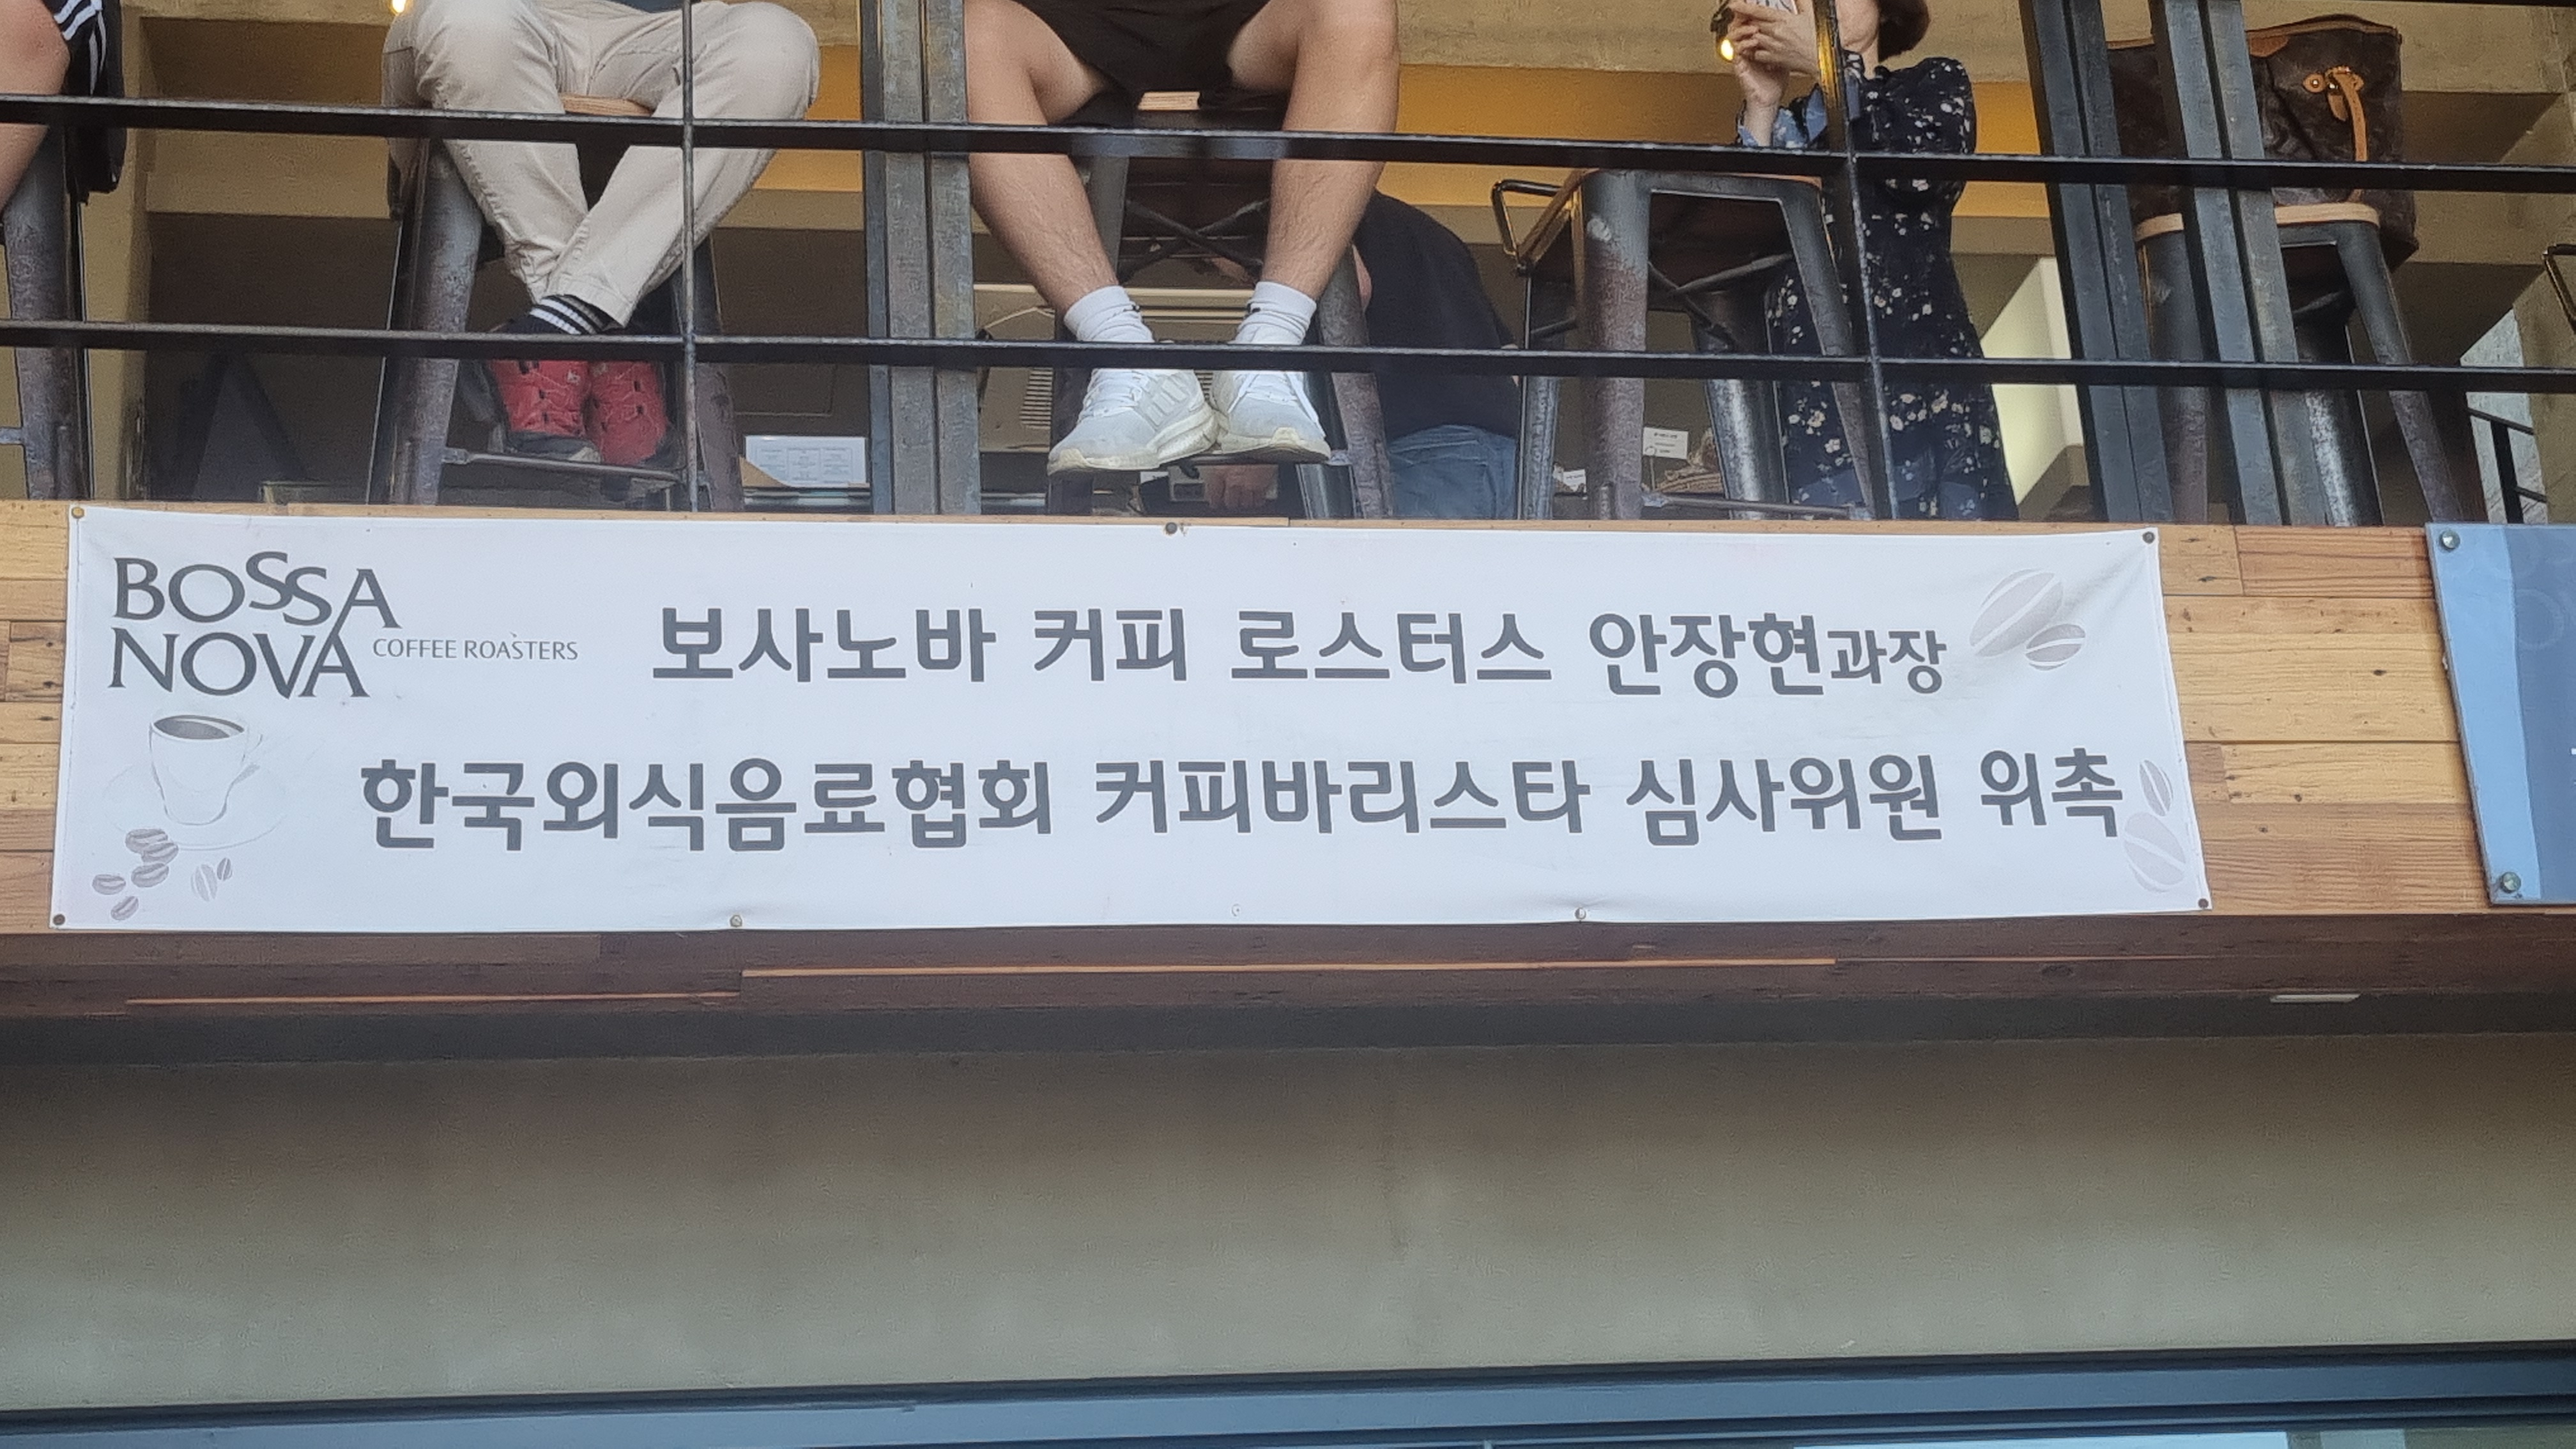 BOSSA
NOVA COFFEE ROASTERS
보사노바 커피 로스터스 안장현과장
한국외식음료협회 커피바리스타 심사위원 위촉